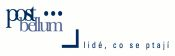 post
bellum
lidé, co se ptají